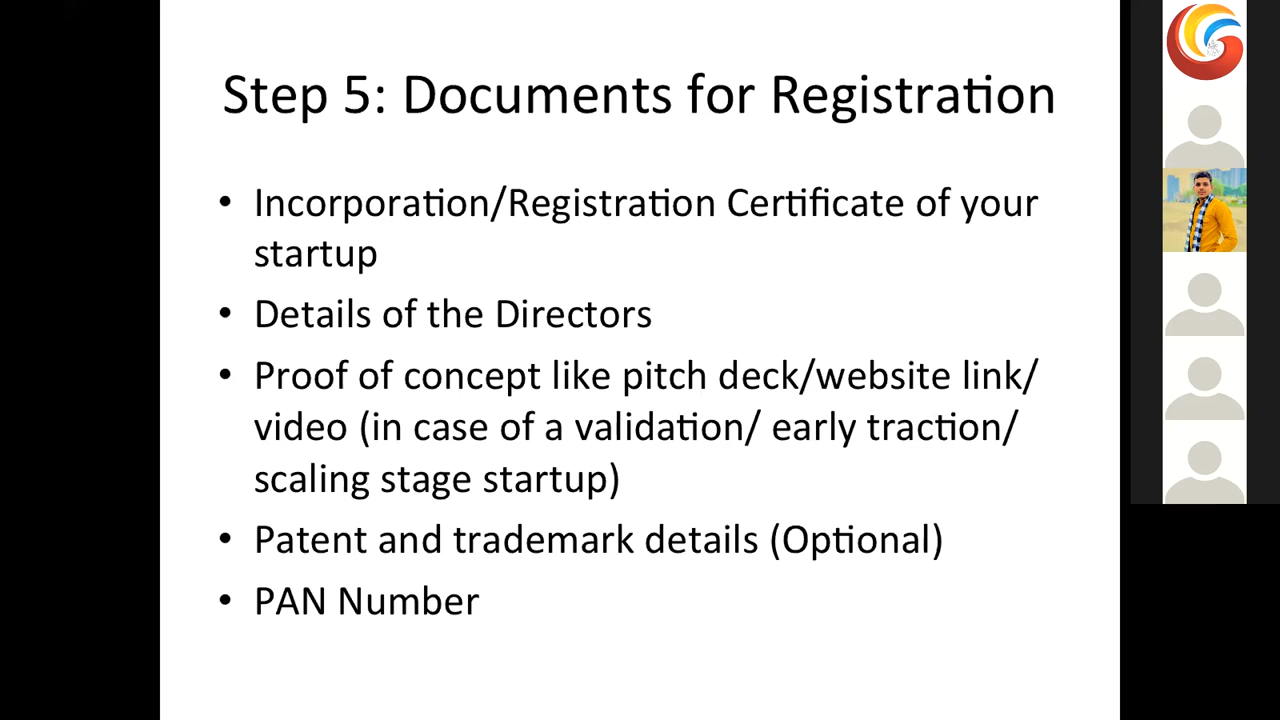 Step 5: Documents for Registration
• Incorporation/Registration Certificate of your
startup
• Details of the Directors
• Proof of concept like pitch deck/website link/
video (in case of a validation/ early traction/
scaling stage startup)
• Patent and trademark details (Optional)
• PAN Number